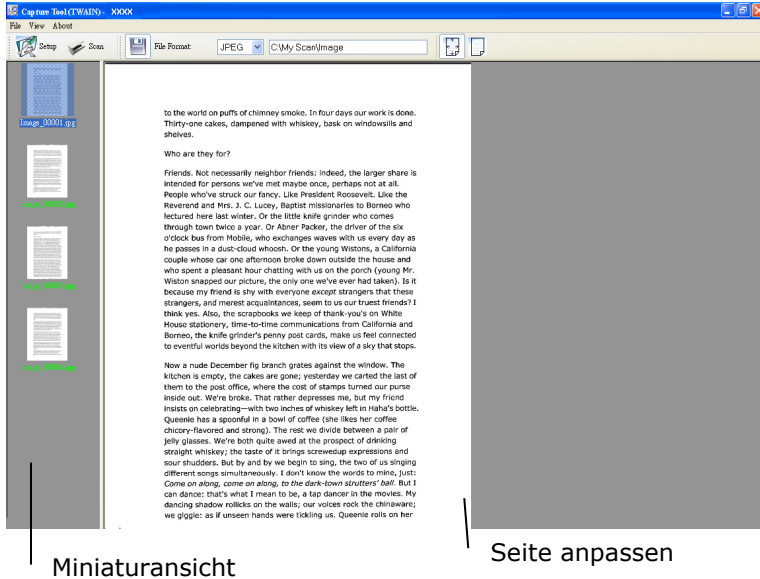 Capture Tool(TWAIN) - XXXX
File View About
Setup Scan File Format: JPEG C:\My Scan\Image
Image_00001.jpg
to the world on puffs of chimney smoke. In four days our work is done.
Thirty-one cakes, dampened with whiskey, bask on windowsills and
shelves.
Who are they for?
Friends. Not necessarily neighbor friends: indeed, the larger share is
intended for persons we've met maybe once, perhaps not at all.
People who've struck our fancy. Like President Roosevelt. Like the
Reverend and Mrs. J. C. Lucey, Baptist missionaries to Borneo who
lectured here last winter. Or the little knife grinder who comes
through town twice a year. Or Abner Packer, the driver of the six
o'clock bus from Mobile, who exchanges waves with us every day as
he passes in a dust-cloud whoosh. Or the young Wistons, a California
couple whose car one afternoon broke down outside the house and
who spent a pleasant hour chatting with us on the porch (young Mr.
Wiston snapped our picture, the only one we've ever had taken). Is it
because my friend is shy with everyone except strangers that these
strangers, and merest acquaintances, seem to us our truest friends? I
think yes. Also, the scrapbooks we keep of thank-you's on White
House stationery, time-to-time communications from California and
Borneo, the knife grinder's penny post cards, make us feel connected
to eventful worlds beyond the kitchen with its view of a sky that stops.
Now a nude December fig branch grates against the window. The
kitchen is empty, the cakes are gone; yesterday we carted the last of
them to the post office, where the cost of stamps turned our purse
inside out. We're broke. That rather depresses me, but my friend
insists on celebrating—with two inches of whiskey left in Haha's bottle.
Queenie has a spoonful in a bowl of coffee (she likes her coffee
chicory-flavored and strong). The rest we divide between a pair of
jelly glasses. We're both quite awed at the prospect of drinking
straight whiskey; the taste of it brings screwedup expressions and
sour shudders. But by and by we begin to sing, the two of us singing
different songs simultaneously. I don't know the words to mine, just:
Come on along, come on along, to the dark-town strutters' ball. But I
can dance: that's what I mean to be, a tap dancer in the movies. My
dancing shadow rollicks on the walls; our voices rock the chinaware;
we giggle: as if unseen hands were tickling us. Queenie rolls on her
Miniaturansicht
Seite anpassen